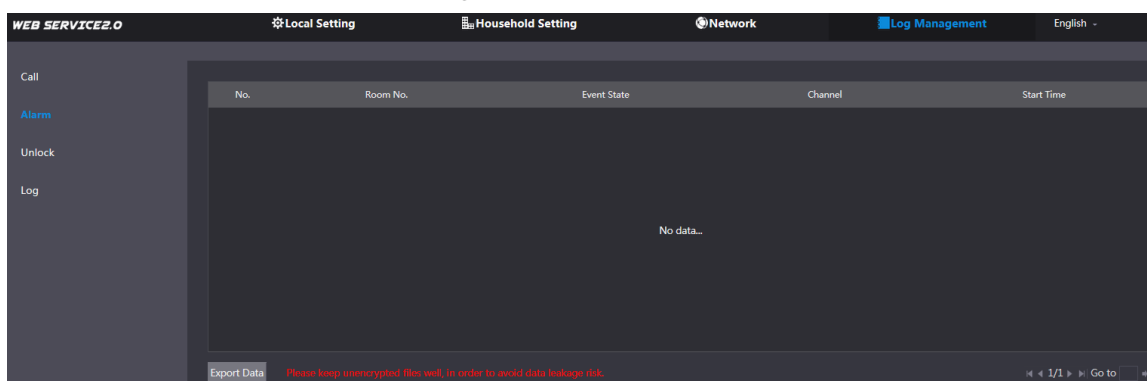 WEB SERVICE2.0 Local Setting Household Setting Network Log Management English
Call
No. Room No. Event State Channel Start Time
Alarm
Unlock
Log
No data...
Export Data Please keep unencrypted files well, in order to avoid data leakage risk. 1/1 Go to